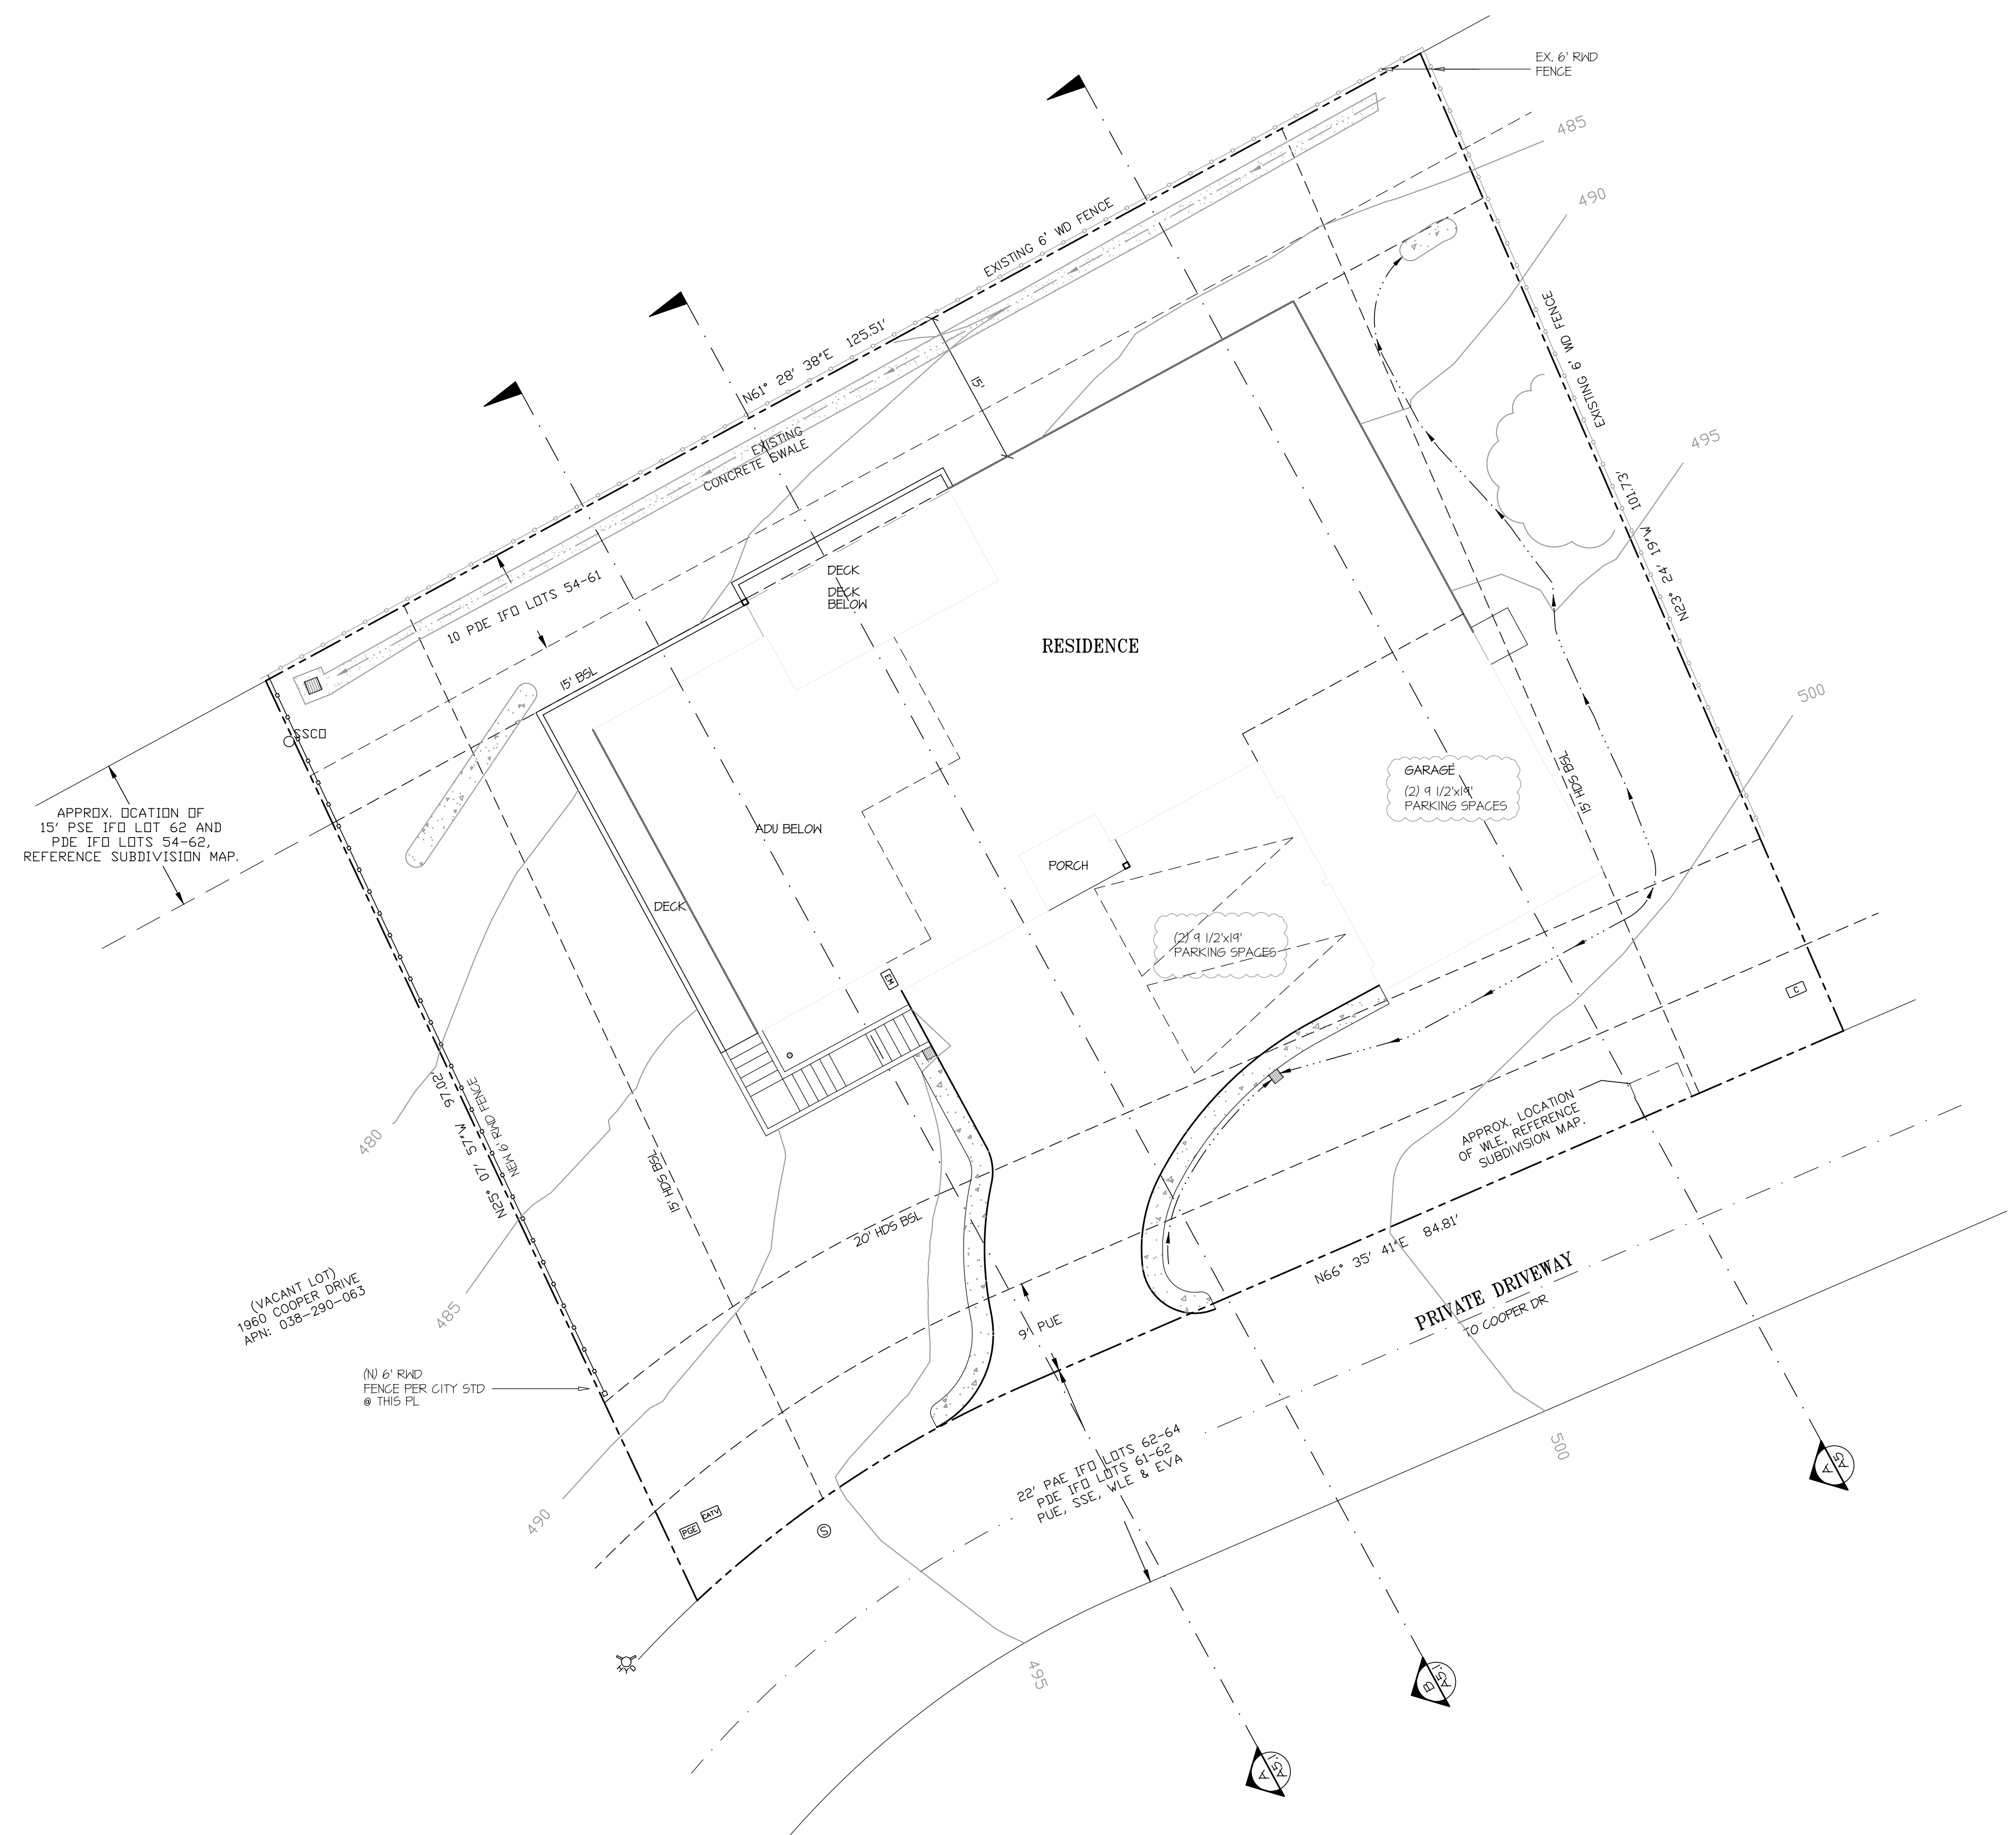 EX. 6' RWD
FENCE
485
490
EXISTING 6' WD FENCE
N61° 28' 38"E 125.51'
15'
EXISTING
CONCRETE SWALE
EXISTING 6' WD FENCE
101.73'
N23° 24' 19"W
495
10 PDE IFO LOTS 54-61
DECK
DECK
BELOW
RESIDENCE
15' BSL
SSCO
500
APPROX. OCATION OF
15' PSE IFO LOT 62 AND
PDE IFO LOTS 54-62,
REFERENCE SUBDIVISION MAP.
GARAGE
(2) 9 1/2'x19'
PARKING SPACES
15' HDS BSL
ADU BELOW
PORCH
DECK
(2) 9 1/2'x19'
PARKING SPACES
EM
C
480
97.02'
N25° 07' 57"W
NEW 6' RWD FENCE
15' HDS BSL
20' HDS BSL
APPROX. LOCATION
OF WLE, REFERENCE
SUBDIVISION MAP.
N66° 35' 41"E 84.81'
PRIVATE DRIVEWAY
TO COOPER DR
(VACANT LOT)
1960 COOPER DRIVE
APN: 038-290-063
485
9' PUE
(N) 6' RWD
FENCE PER CITY STD
@ THIS PL
22' PAE IFO LOTS 62-64
PDE IFO LOTS 61-62
PUE, SSE, WLE & EVA
500
490
PGE
CATV
S
495
A
A5
B
A5.1
A
A5.1